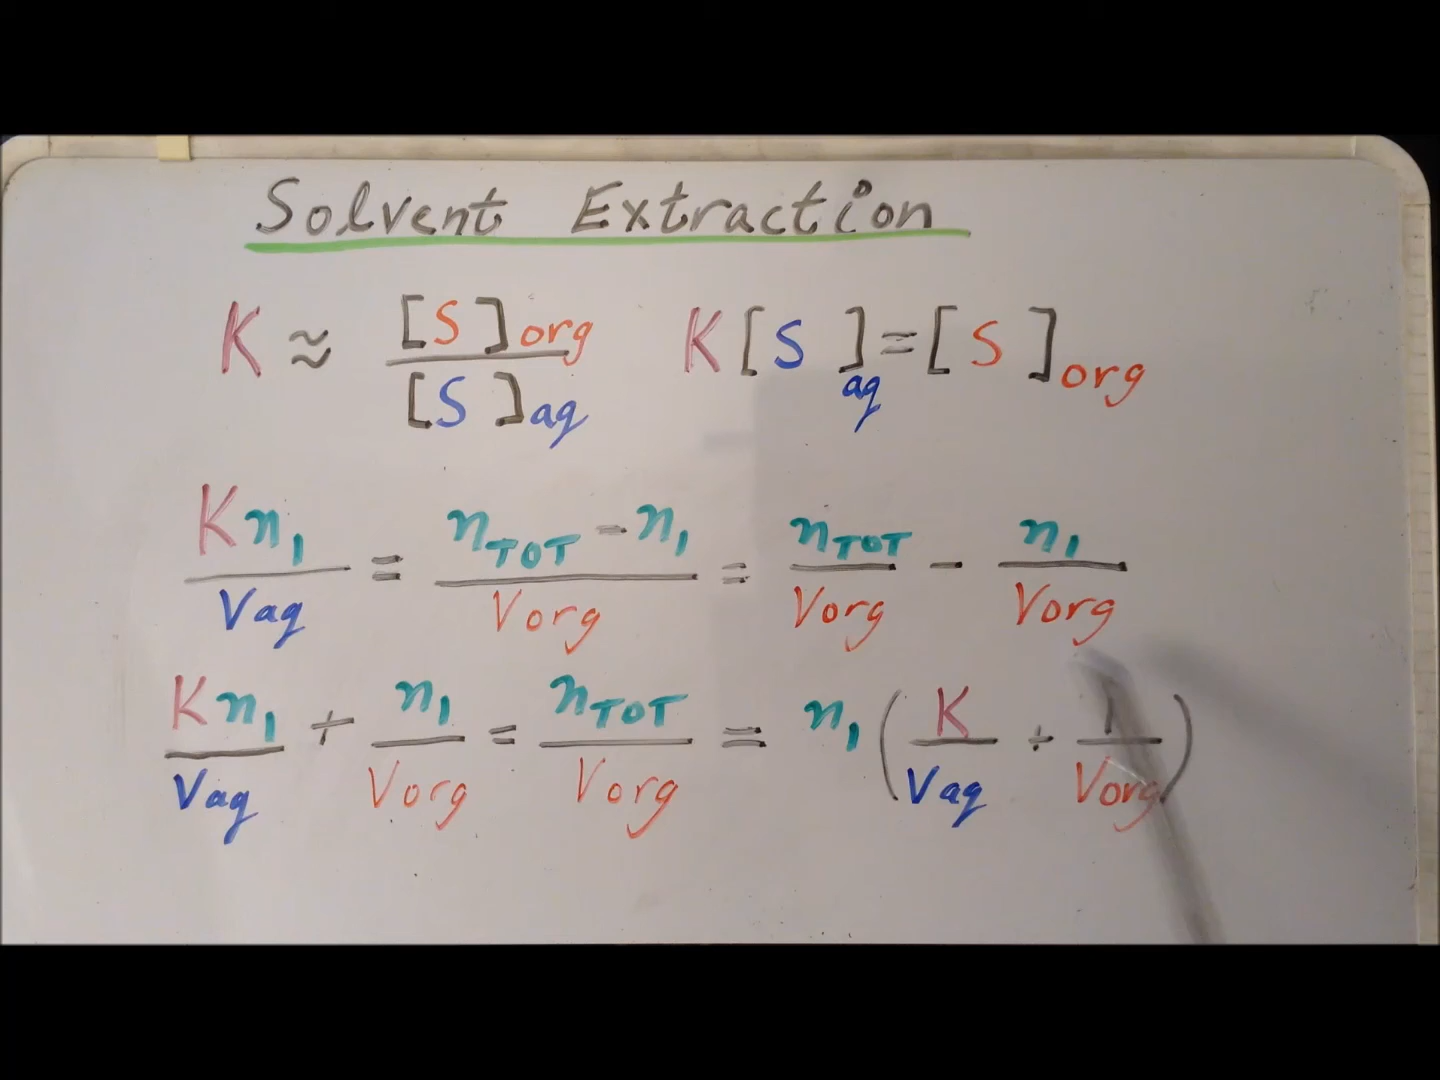 Solvent Extraction
K ≈ [S]org / [S]aq K[S]aq = [S]org
Kn₁ / Vaq = nTOT - n₁ / Vorg = nTOT / Vorg - n₁ / Vorg
Kn₁ / Vaq + n₁ / Vorg = nTOT / Vorg = n₁ ( K / Vaq + 1 / Vorg )